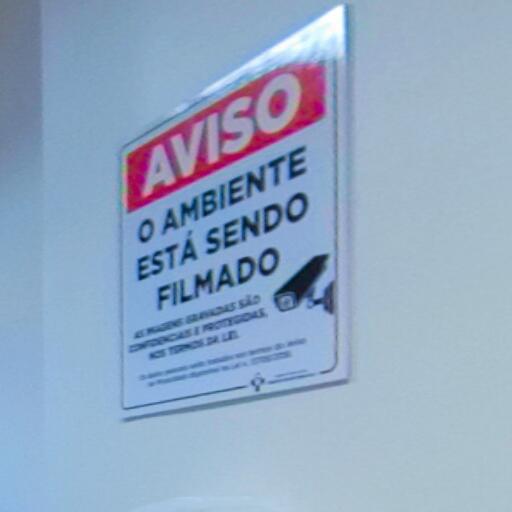 AVISO
O AMBIENTE
ESTÁ SENDO
FILMADO
AS IMAGENS GRAVADAS SÃO
CONFIDENCIAIS E PROTEGIDAS,
NOS TERMOS DA LEI.